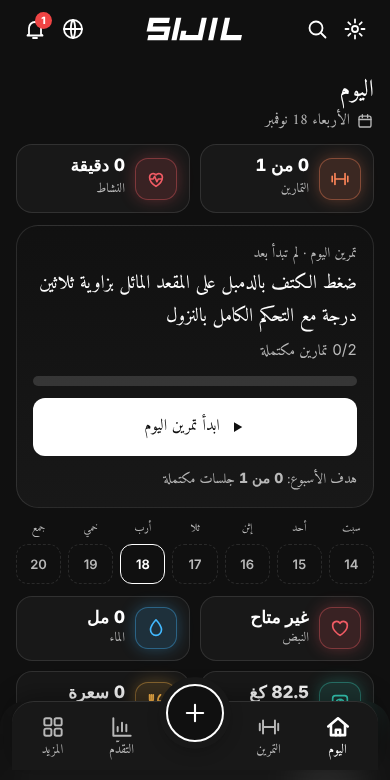 1
SIJIL
اليوم
الأربعاء 18 نوفمبر
0 من 1
التمارين
0 دقيقة
النشاط
تمرين اليوم · لم تبدأ بعد
ضغط الكتف بالدمبل على المقعد المائل بزاوية ثلاثين
درجة مع التحكم الكامل بالنزول
0/2 تمارين مكتملة
ابدأ تمرين اليوم
هدف الأسبوع: 0 من 1 جلسات مكتملة
سبت أحد إثن ثلا أرب خمي جمع
14 15 16 17 18 19 20
غير متاح
النبض
0 مل
الماء
82.5 كغ
0 سعرة
اليوم
التمرين
التقدّم
المزيد